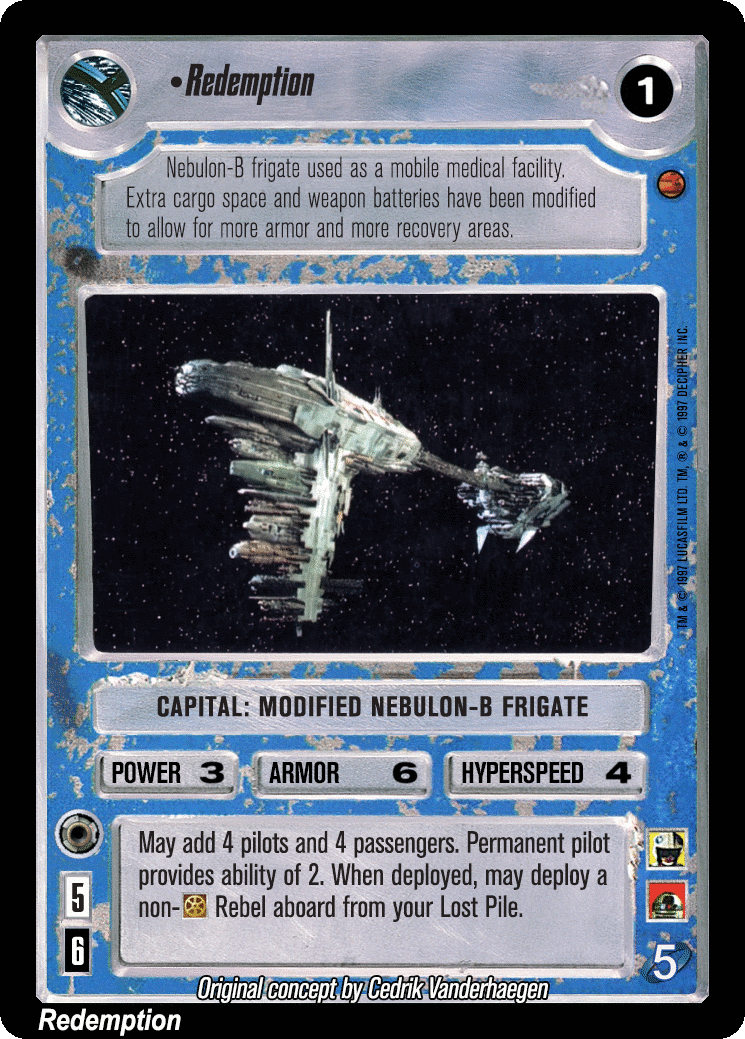 •Redemption
1
Nebulon-B frigate used as a mobile medical facility.
Extra cargo space and weapon batteries have been modified
to allow for more armor and more recovery areas.
TM & © 1997 LUCASFILM LTD. TM, ® & © 1997 DECIPHER INC.
CAPITAL: MODIFIED NEBULON-B FRIGATE
POWER 3 ARMOR 6 HYPERSPEED 4
May add 4 pilots and 4 passengers. Permanent pilot
provides ability of 2. When deployed, may deploy a
non- Rebel aboard from your Lost Pile.
5
6
5
Original concept by Cedrik Vanderhaegen
Redemption